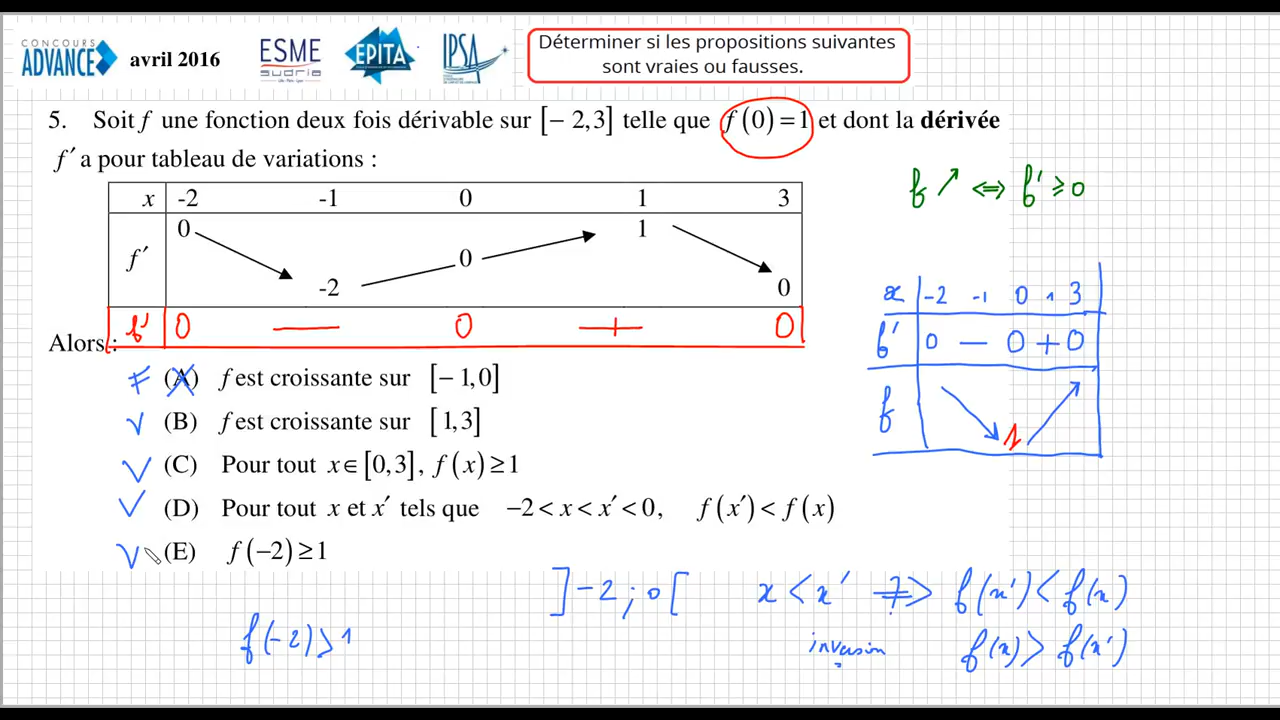 CONCOURS
ADVANCE
avril 2016
ESME
sudria
EPITA
IPSA
Déterminer si les propositions suivantes
sont vraies ou fausses.
5. Soit f une fonction deux fois dérivable sur [−2,3] telle que f(0)=1 et dont la dérivée
f′ a pour tableau de variations :
x -2 -1 0 1 3
f′ 0 -2 0 1 0
f' 0 — 0 + 0
Alors :
F (A) f est croissante sur [−1,0]
V (B) f est croissante sur [1,3]
V (C) Pour tout x∈[0,3], f(x)≥1
V (D) Pour tout x et x′ tels que −2<x<x′<0, f(x′)<f(x)
V (E) f(−2)≥1
f ↗ ⇔ f' ≥ 0
x -2 -1 0 1 3
f' 0 — 0 + 0
f ↘ 1 ↗
]-2 ; 0[ x < x' ⇒ f(x') < f(x)
f(-2) > 1
inversion f(x) > f(x')